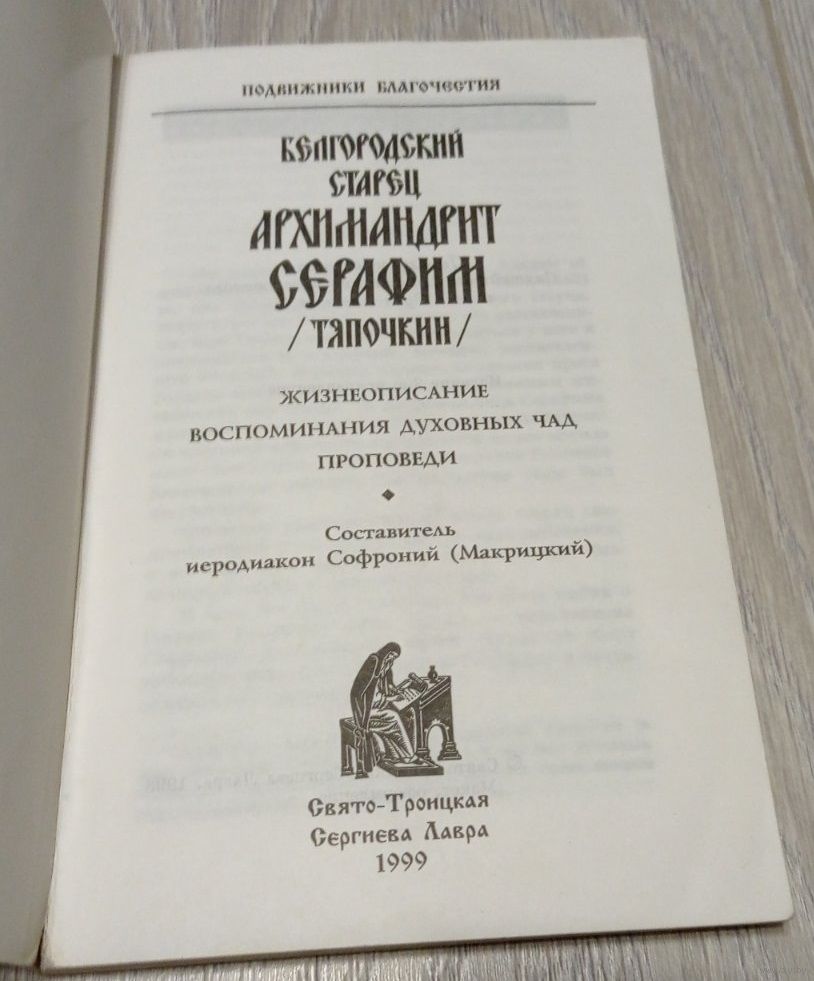 ПОДВИЖНИКИ БЛАГОЧЕСТИЯ
БЕЛГОРОДСКИЙ
СТАРЕЦ
АРХИМАНДРИТ
СЕРАФИМ
/ТЯПОЧКИН/
ЖИЗНЕОПИСАНИЕ
ВОСПОМИНАНИЯ ДУХОВНЫХ ЧАД
ПРОПОВЕДИ
Составитель
иеродиакон Софроний (Макрицкий)
Свято-Троицкая
Сергиева Лавра
1999